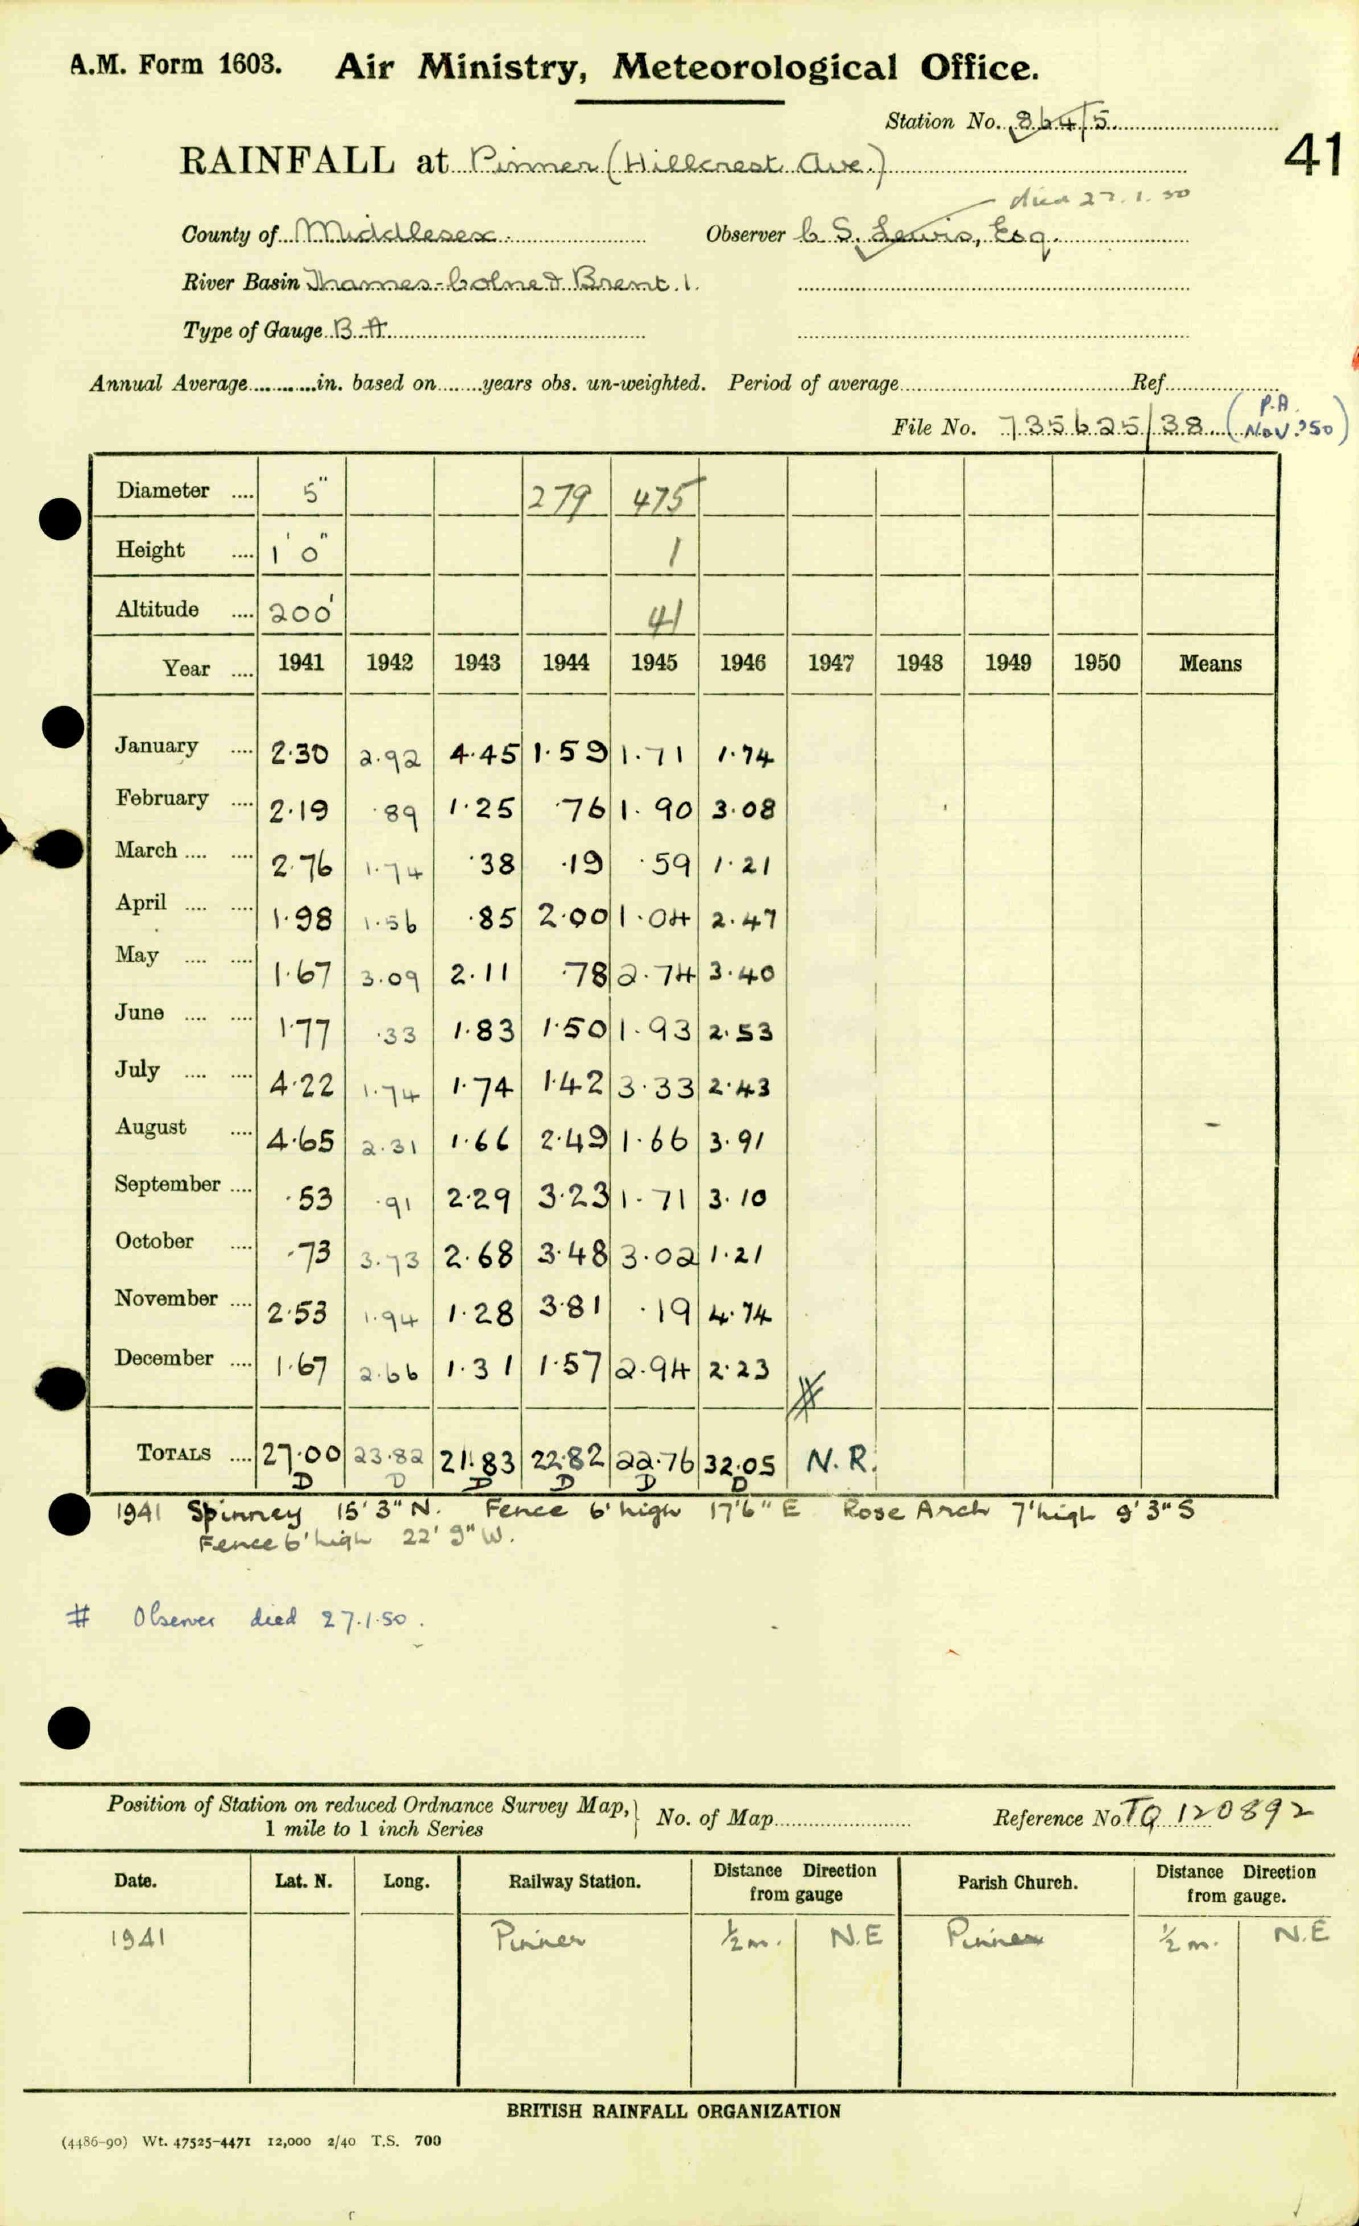 A.M. Form 1603. Air Ministry, Meteorological Office.
Station No. 864/5
41
RAINFALL at Pinner (Hillcrest Ave.)
died 27.1.50
County of Middlesex. Observer C S. Lewis, Esq.
River Basin Thames-Colne & Brent. 1.
Type of Gauge B.A.
Annual Average............in. based on........years obs. un-weighted. Period of average.......... Ref..........
File No. 735625/38 (P.A. Nov. '50)
Diameter .... 5" 279 475
Height .... 1' 0" 1
Altitude .... 200' 41
Year .... 1941 1942 1943 1944 1945 1946 1947 1948 1949 1950 Means
January .... 2.30 2.92 4.45 1.59 1.71 1.74
February .... 2.19 .89 1.25 .76 1.90 3.08
March .... .... 2.76 1.74 .38 .19 .59 1.21
April .... .... 1.98 1.56 .85 2.00 1.04 2.47
May .... .... 1.67 3.09 2.11 .78 2.74 3.40
June .... .... 1.77 .33 1.83 1.50 1.93 2.53
July .... .... 4.22 1.74 1.74 1.42 3.33 2.43
August .... 4.65 2.31 1.66 2.49 1.66 3.91
September .... .53 .91 2.29 3.23 1.71 3.10
October .... .73 3.73 2.68 3.48 3.02 1.21
November .... 2.53 1.94 1.28 3.81 .19 4.74
December .... 1.67 2.66 1.31 1.57 2.94 2.23 #
TOTALS .... 27.00 23.82 21.83 22.82 22.76 32.05 N.R.
D D D D D D
1941 Spinney 15' 3" N. Fence 6' high 17'6" E Rose Arch 7' high 9' 3" S
Fence 6' high 22' 9" W.
# Observer died 27.1.50.
Position of Station on reduced Ordnance Survey Map, } No. of Map.......... Reference No TQ 120892
1 mile to 1 inch Series
Date. Lat. N. Long. Railway Station. Distance Direction from gauge Parish Church. Distance Direction from gauge.
1941 Pinner ½ m. N.E Pinner ½ m. N.E
BRITISH RAINFALL ORGANIZATION
(4486-90) Wt. 47525-4471 12,000 2/40 T.S. 700